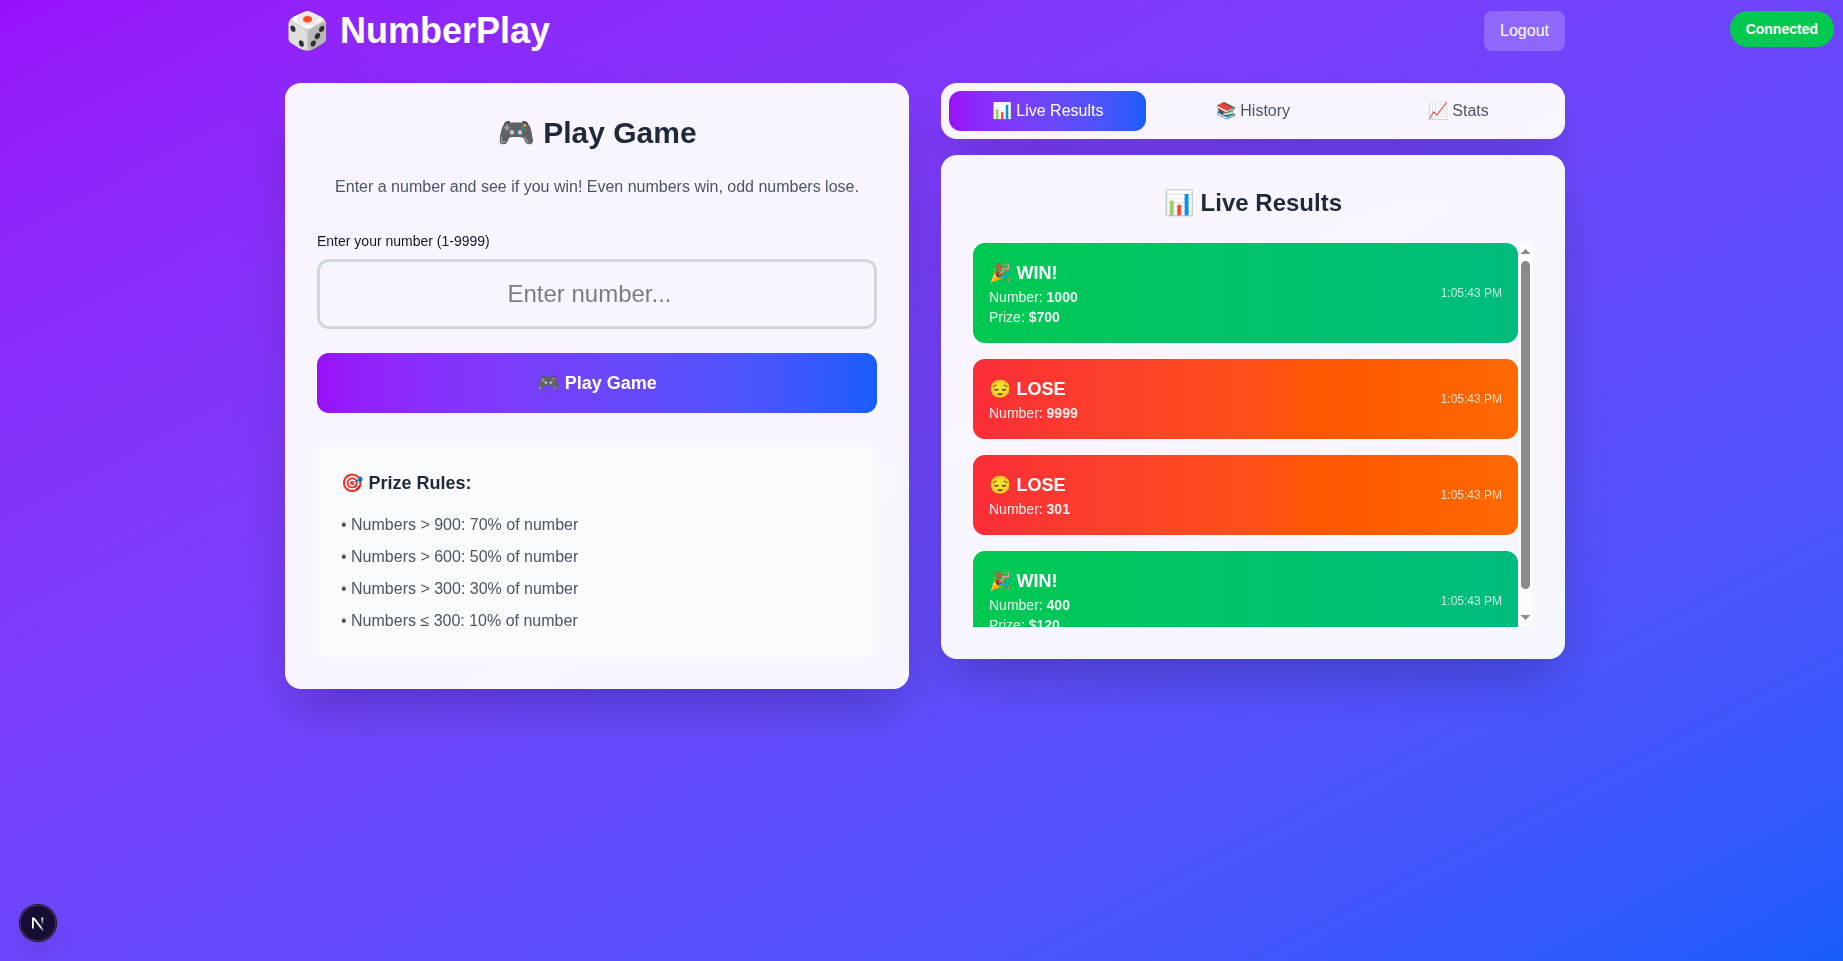 NumberPlay
Logout
Connected
Play Game
Enter a number and see if you win! Even numbers win, odd numbers lose.
Enter your number (1-9999)
Enter number...
Play Game
Prize Rules:
• Numbers > 900: 70% of number
• Numbers > 600: 50% of number
• Numbers > 300: 30% of number
• Numbers ≤ 300: 10% of number
Live Results
History
Stats
Live Results
WIN!
Number: 1000
Prize: $700
1:05:43 PM
LOSE
Number: 9999
1:05:43 PM
LOSE
Number: 301
1:05:43 PM
WIN!
Number: 400
Prize: $120
1:05:43 PM
N